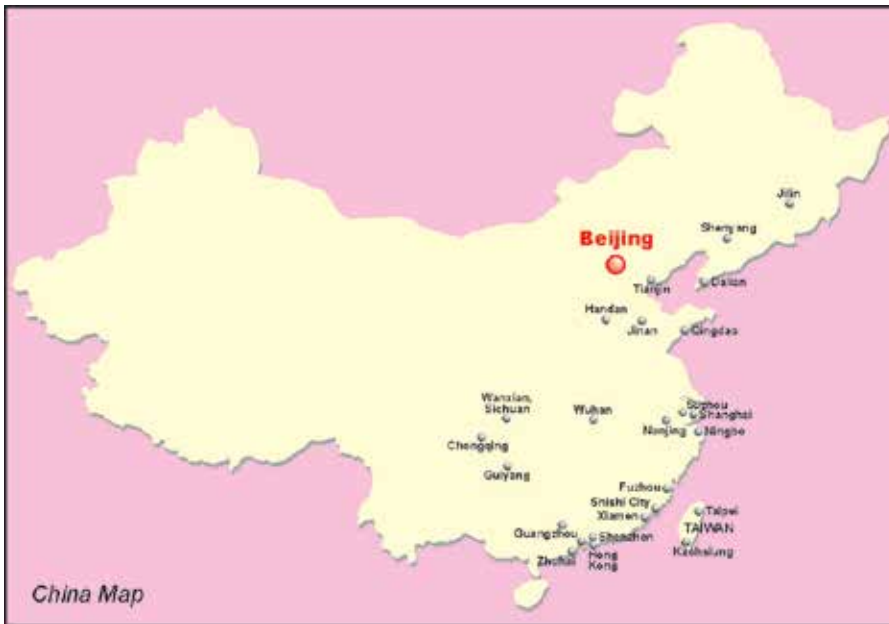 Jilin
Shenyang
Beijing
Tianjin
Dalian
Handan
Jinan
Qingdao
Wanxian,
Sichuan
Wuhan
Suzhou
Shanghai
Nanjing
Ningbo
Chongqing
Guiyang
Fuzhou
Shishi City
Xiamen
Taipei
TAIWAN
Guangzhou
Shenzhen
Kaohsiung
Zhuhai
Hong
Kong
China Map